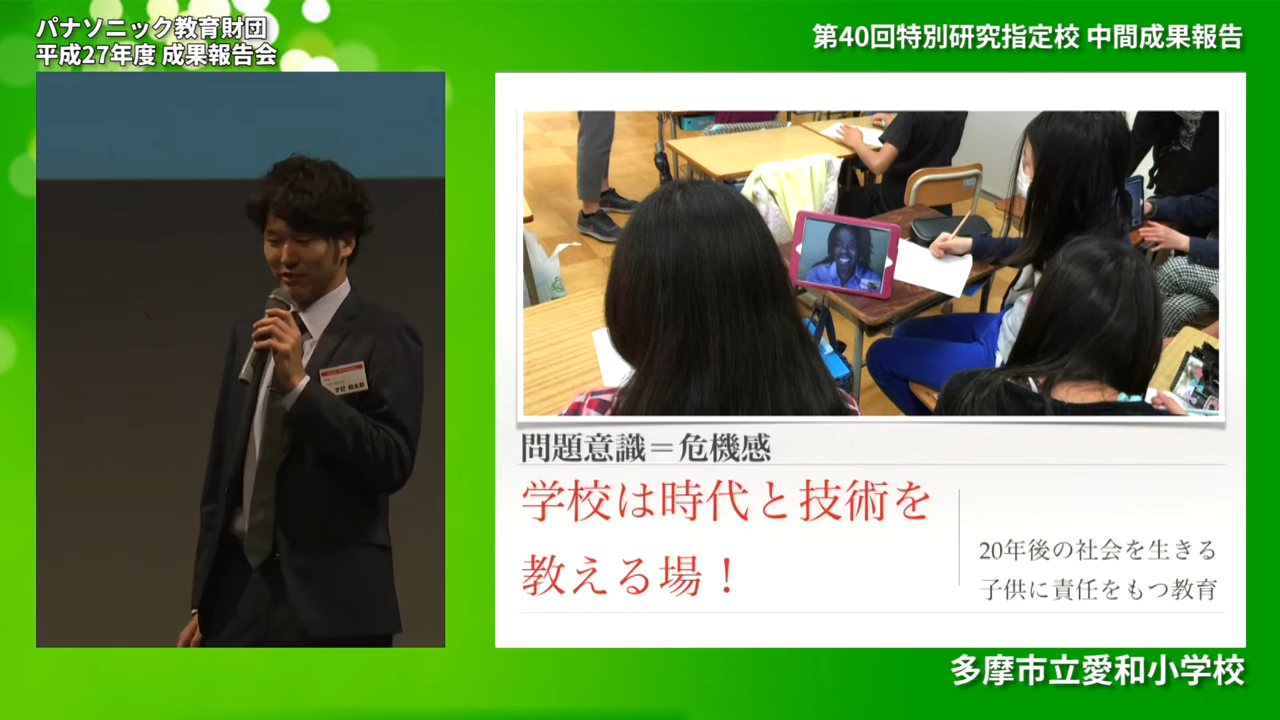 パナソニック教育財団
平成27年度 成果報告会
第40回特別研究指定校 中間成果報告
問題意識＝危機感
学校は時代と技術を
教える場！
20年後の社会を生きる
子供に責任をもつ教育
多摩市立愛和小学校